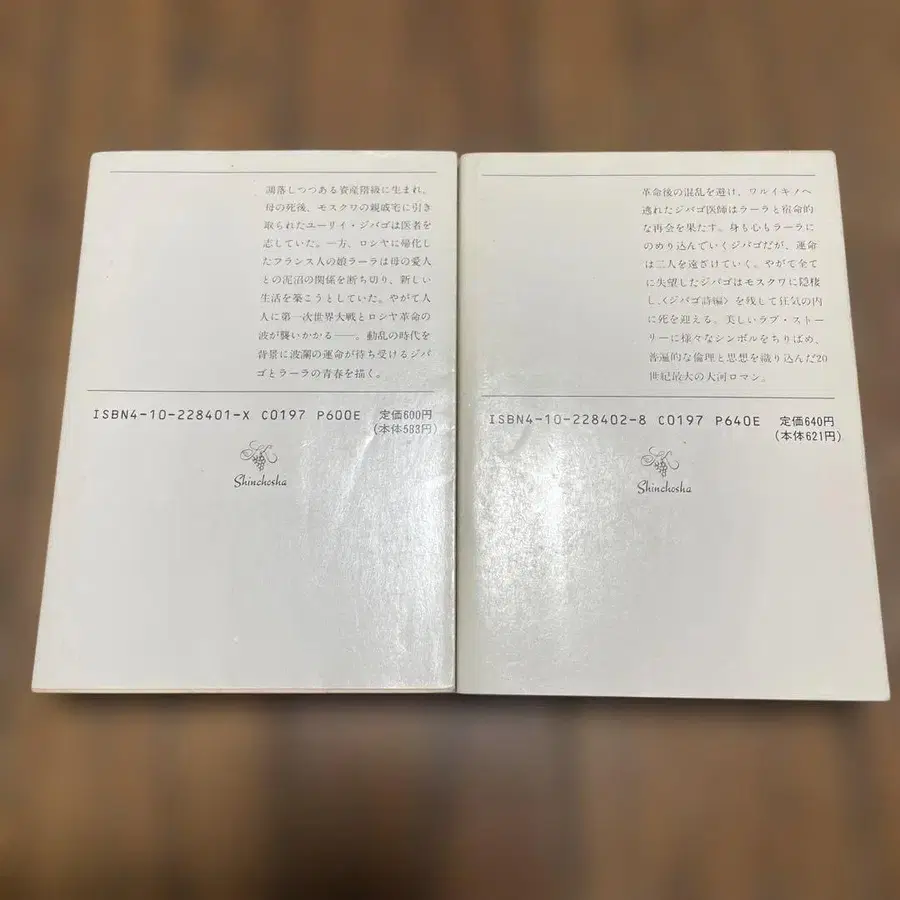 凋落しつつある資産階級に生まれ、
母の死後、モスクワの親戚宅に引き
取られたユーリイ・ジバゴは医者を
志していた。一方、ロシヤに帰化し
たフランス人の娘ラーラは母の愛人
との泥沼の関係を断ち切り、新しい
生活を築こうとしていた。やがて人
人に第一次世界大戦とロシヤ革命の
波が襲いかかる――。動乱の時代を
背景に波瀾の運命が待ち受けるジバ
ゴとラーラの青春を描く。
ISBN4-10-228401-X C0197 P600E 定価600円
(本体583円)
Shinchosha
革命後の混乱を避け、ワルイキノへ
逃れたジバゴ医師はラーラと宿命的
な再会を果たす。身も心もラーラに
のめり込んでいくジバゴだが、運命
は二人を遠ざけていく。やがて全て
に失望したジバゴはモスクワに隠棲
し、〈ジバゴ詩編〉を残して狂気の内
に死を迎える。美しいラブ・ストー
リーに様々なシンボルをちりばめ、
普遍的な倫理と思想を織り込んだ20
世紀最大の大河ロマン。
ISBN4-10-228402-8 C0197 P640E 定価640円
(本体621円)
Shinchosha